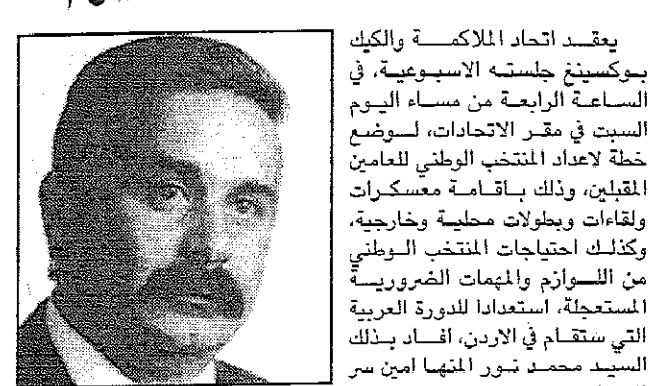 يعقد اتحاد الملاكمة والكيك
بوكسينغ جلسته الاسبوعية، في
الساعة الرابعة من مساء اليوم
السبت في مقر الاتحادات، لوضع
خطة لاعداد المنتخب الوطني للعامين
المقبلين، وذلك باقامة معسكرات
ولقاءات وبطولات محلية وخارجية،
وكذلك احتياجات المنتخب الوطني
من اللوازم والمهمات الضرورية
المستعجلة، استعدادا للدورة العربية
التي ستقام في الاردن، افاد بذلك
السيد محمد نور المنها امين سر